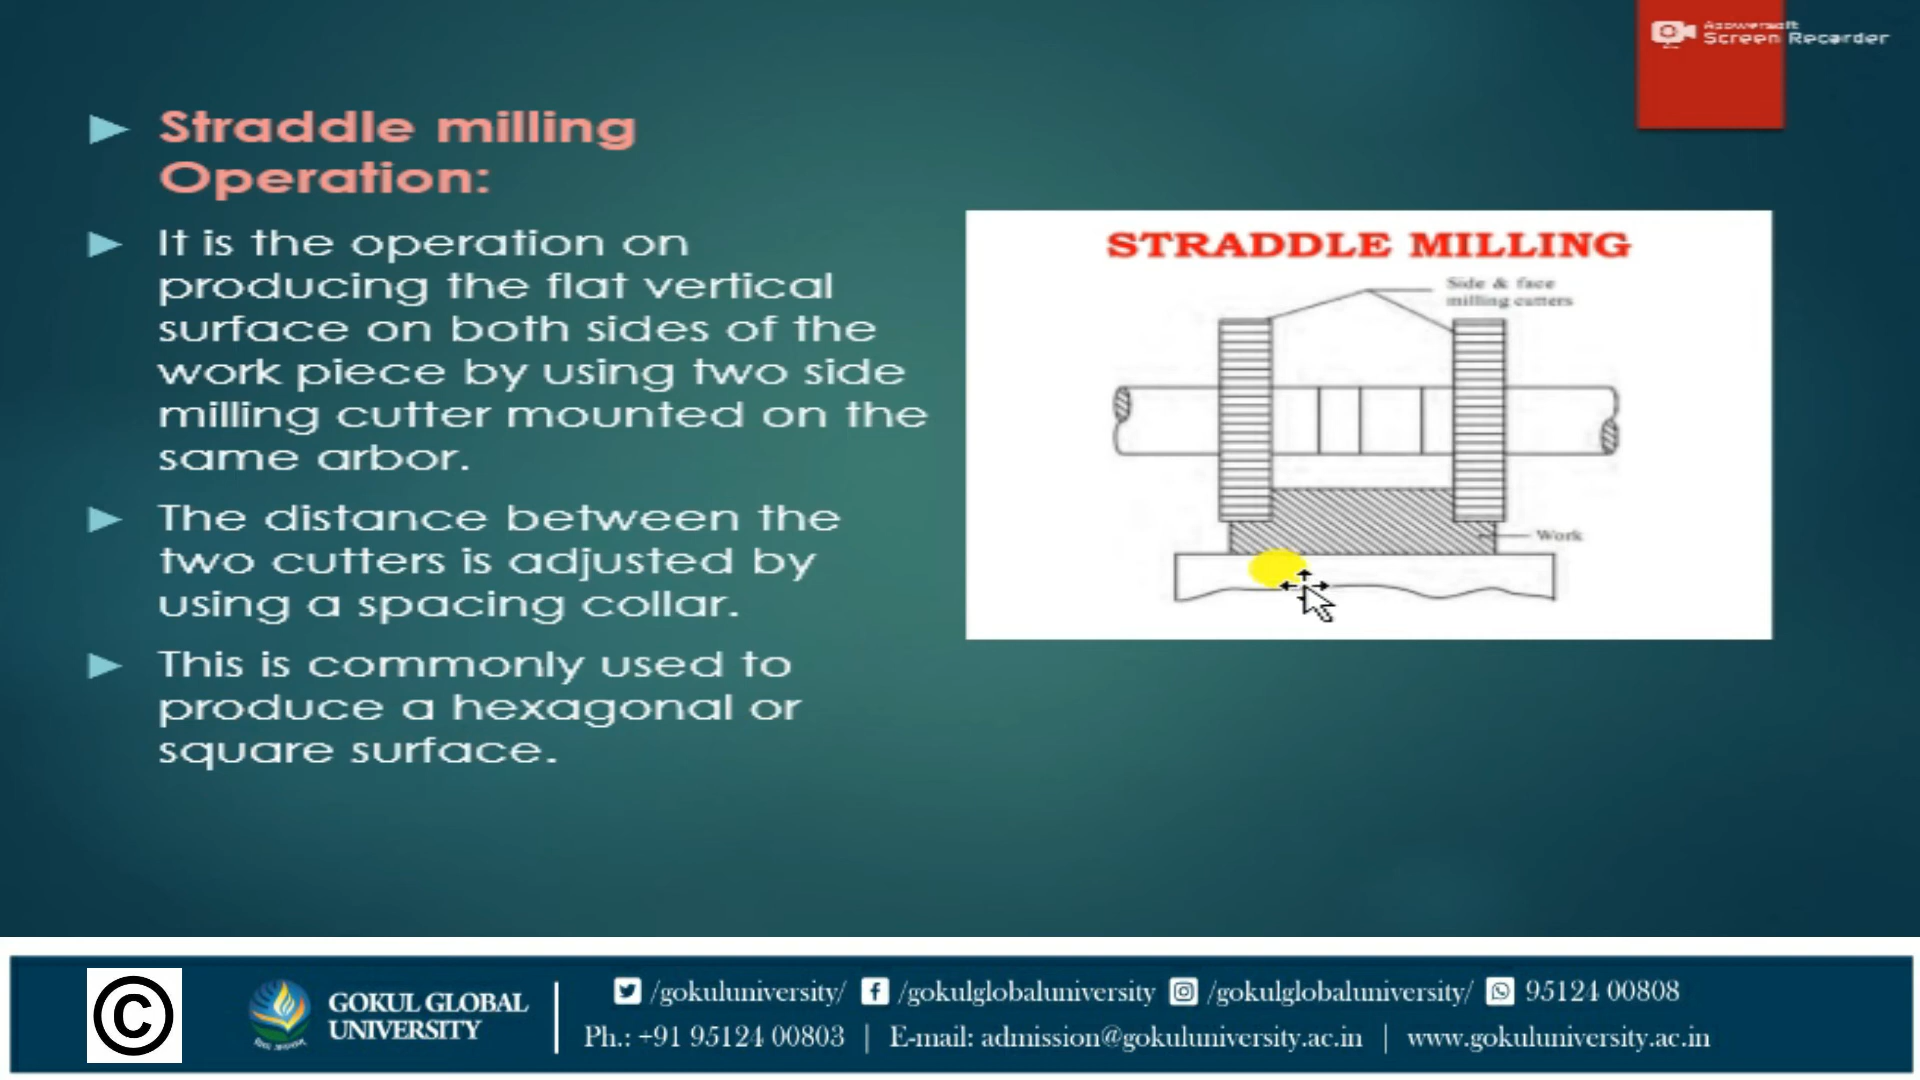 Apowersoft
Screen Recorder
Straddle milling
Operation:
It is the operation on
producing the flat vertical
surface on both sides of the
work piece by using two side
milling cutter mounted on the
same arbor.
The distance between the
two cutters is adjusted by
using a spacing collar.
This is commonly used to
produce a hexagonal or
square surface.
STRADDLE MILLING
Side & face
milling cutters
Work
©
GOKUL GLOBAL
UNIVERSITY
/gokuluniversity/ /gokulglobaluniversity /gokulglobaluniversity/ 95124 00808
Ph.: +91 95124 00803 | E-mail: admission@gokuluniversity.ac.in | www.gokuluniversity.ac.in